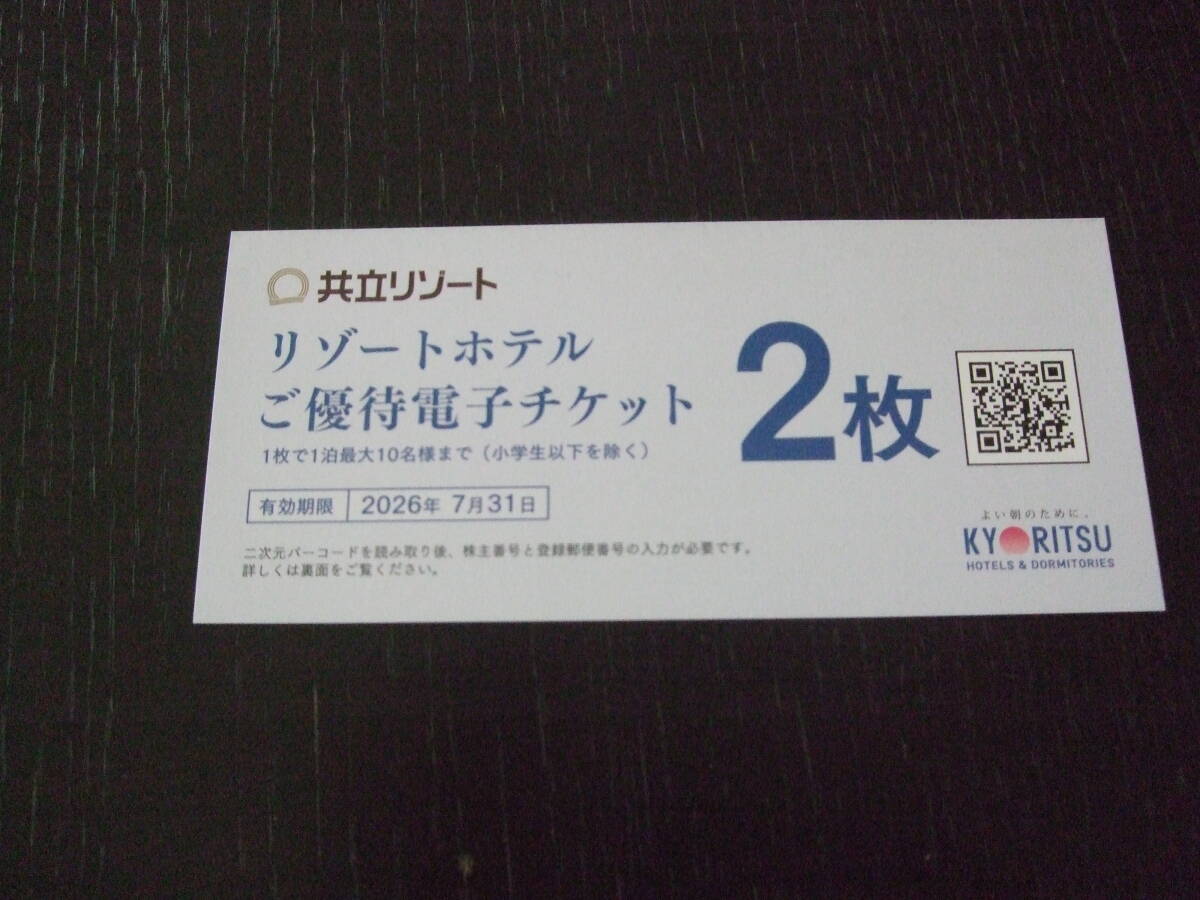 共立リゾート
リゾートホテル
ご優待電子チケット
2枚
1枚で1泊最大10名様まで（小学生以下を除く）
有効期限 2026年 7月31日
二次元バーコードを読み取り後、株主番号と登録郵便番号の入力が必要です。
詳しくは裏面をご覧ください。
よい朝のために。
KYORITSU
HOTELS & DORMITORIES